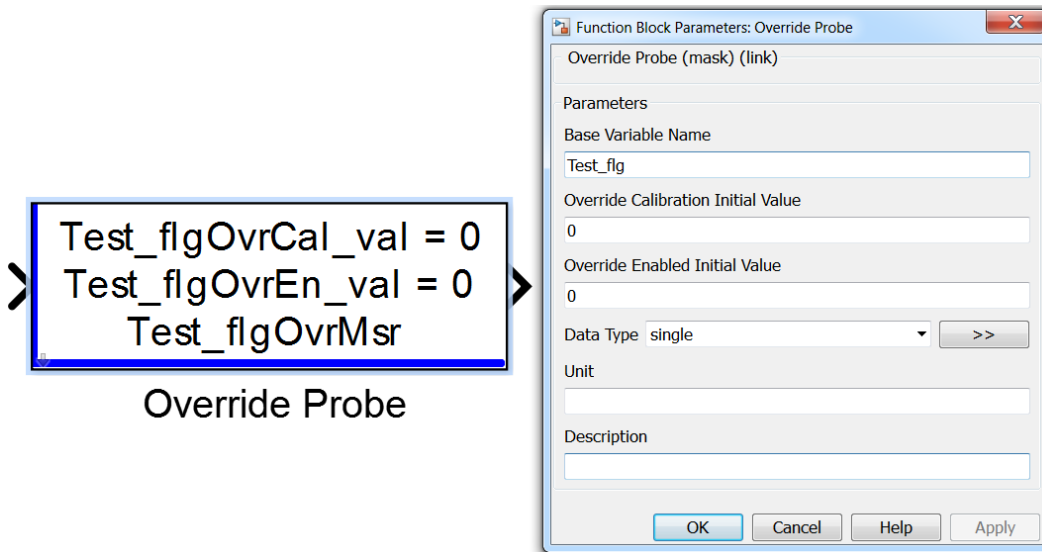 Test_flgOvrCal_val = 0
Test_flgOvrEn_val = 0
Test_flgOvrMsr
Override Probe
Function Block Parameters: Override Probe
Override Probe (mask) (link)
Parameters
Base Variable Name
Test_flg
Override Calibration Initial Value
0
Override Enabled Initial Value
0
Data Type single >>
Unit
Description
OK Cancel Help Apply